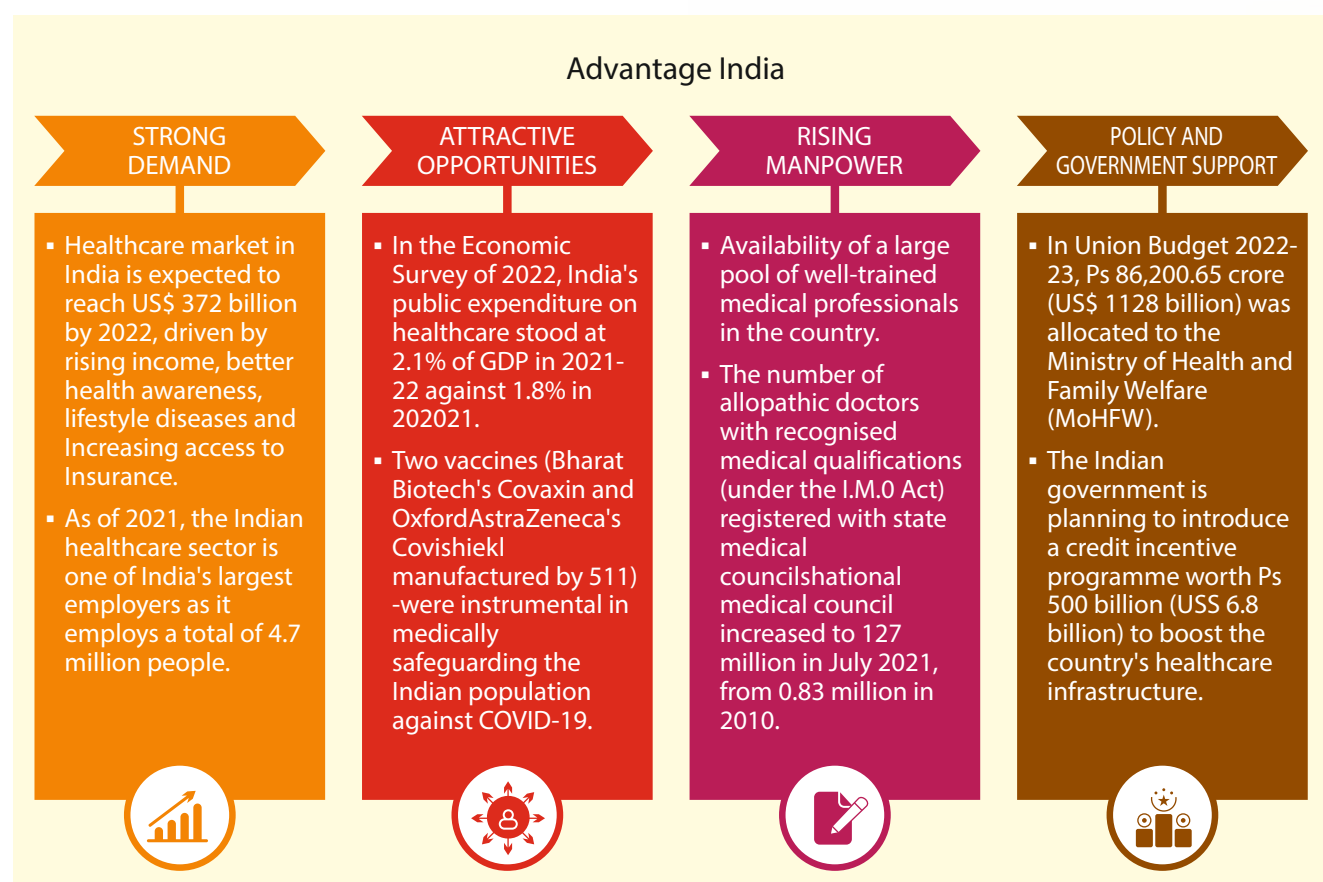 Advantage India
STRONG
DEMAND
▪ Healthcare market in
India is expected to
reach US$ 372 billion
by 2022, driven by
rising income, better
health awareness,
lifestyle diseases and
Increasing access to
Insurance.
▪ As of 2021, the Indian
healthcare sector is
one of India's largest
employers as it
employs a total of 4.7
million people.
ATTRACTIVE
OPPORTUNITIES
▪ In the Economic
Survey of 2022, India's
public expenditure on
healthcare stood at
2.1% of GDP in 2021-
22 against 1.8% in
202021.
▪ Two vaccines (Bharat
Biotech's Covaxin and
OxfordAstraZeneca's
Covishiekl
manufactured by 511)
-were instrumental in
medically
safeguarding the
Indian population
against COVID-19.
RISING
MANPOWER
▪ Availability of a large
pool of well-trained
medical professionals
in the country.
▪ The number of
allopathic doctors
with recognised
medical qualifications
(under the I.M.0 Act)
registered with state
medical
councilshational
medical council
increased to 127
million in July 2021,
from 0.83 million in
2010.
POLICY AND
GOVERNMENT SUPPORT
▪ In Union Budget 2022-
23, Ps 86,200.65 crore
(US$ 1128 billion) was
allocated to the
Ministry of Health and
Family Welfare
(MoHFW).
▪ The Indian
government is
planning to introduce
a credit incentive
programme worth Ps
500 billion (USS 6.8
billion) to boost the
country's healthcare
infrastructure.